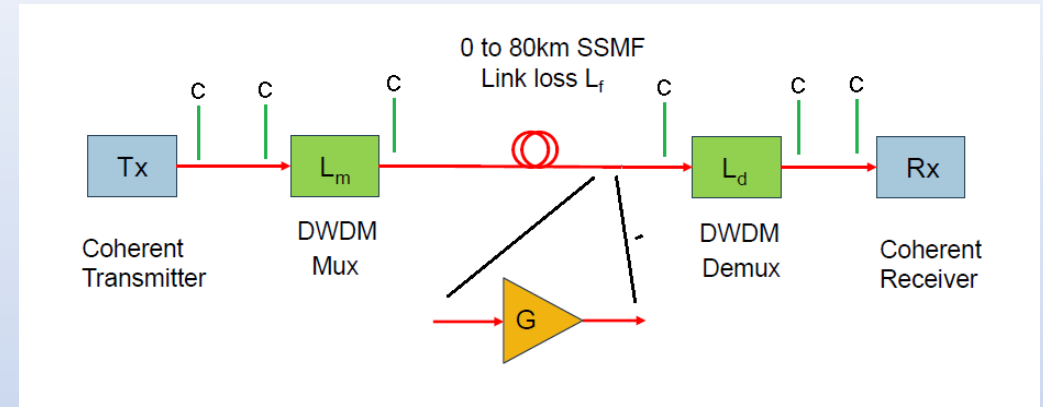 0 to 80km SSMF
Link loss Lf
C
C
C
C
C
C
Tx
Lm
Ld
Rx
Coherent
Transmitter
DWDM
Mux
DWDM
Demux
Coherent
Receiver
G